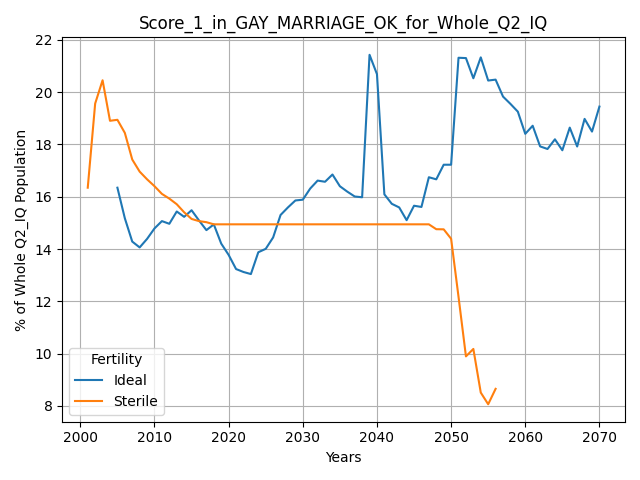 Score_1_in_GAY_MARRIAGE_OK_for_Whole_Q2_IQ
% of Whole Q2_IQ Population
22
20
18
16
14
12
10
8
Fertility
Ideal
Sterile
2000 2010 2020 2030 2040 2050 2060 2070
Years